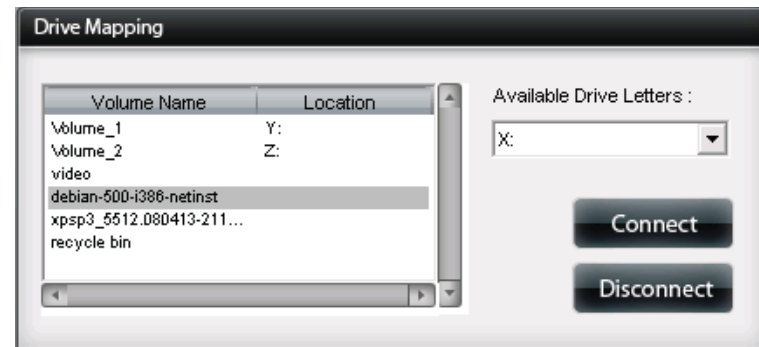 Drive Mapping
Volume Name Location
Volume_1 Y:
Volume_2 Z:
video
debian-500-i386-netinst
xpsp3_5512.080413-211...
recycle bin
Available Drive Letters :
X:
Connect
Disconnect